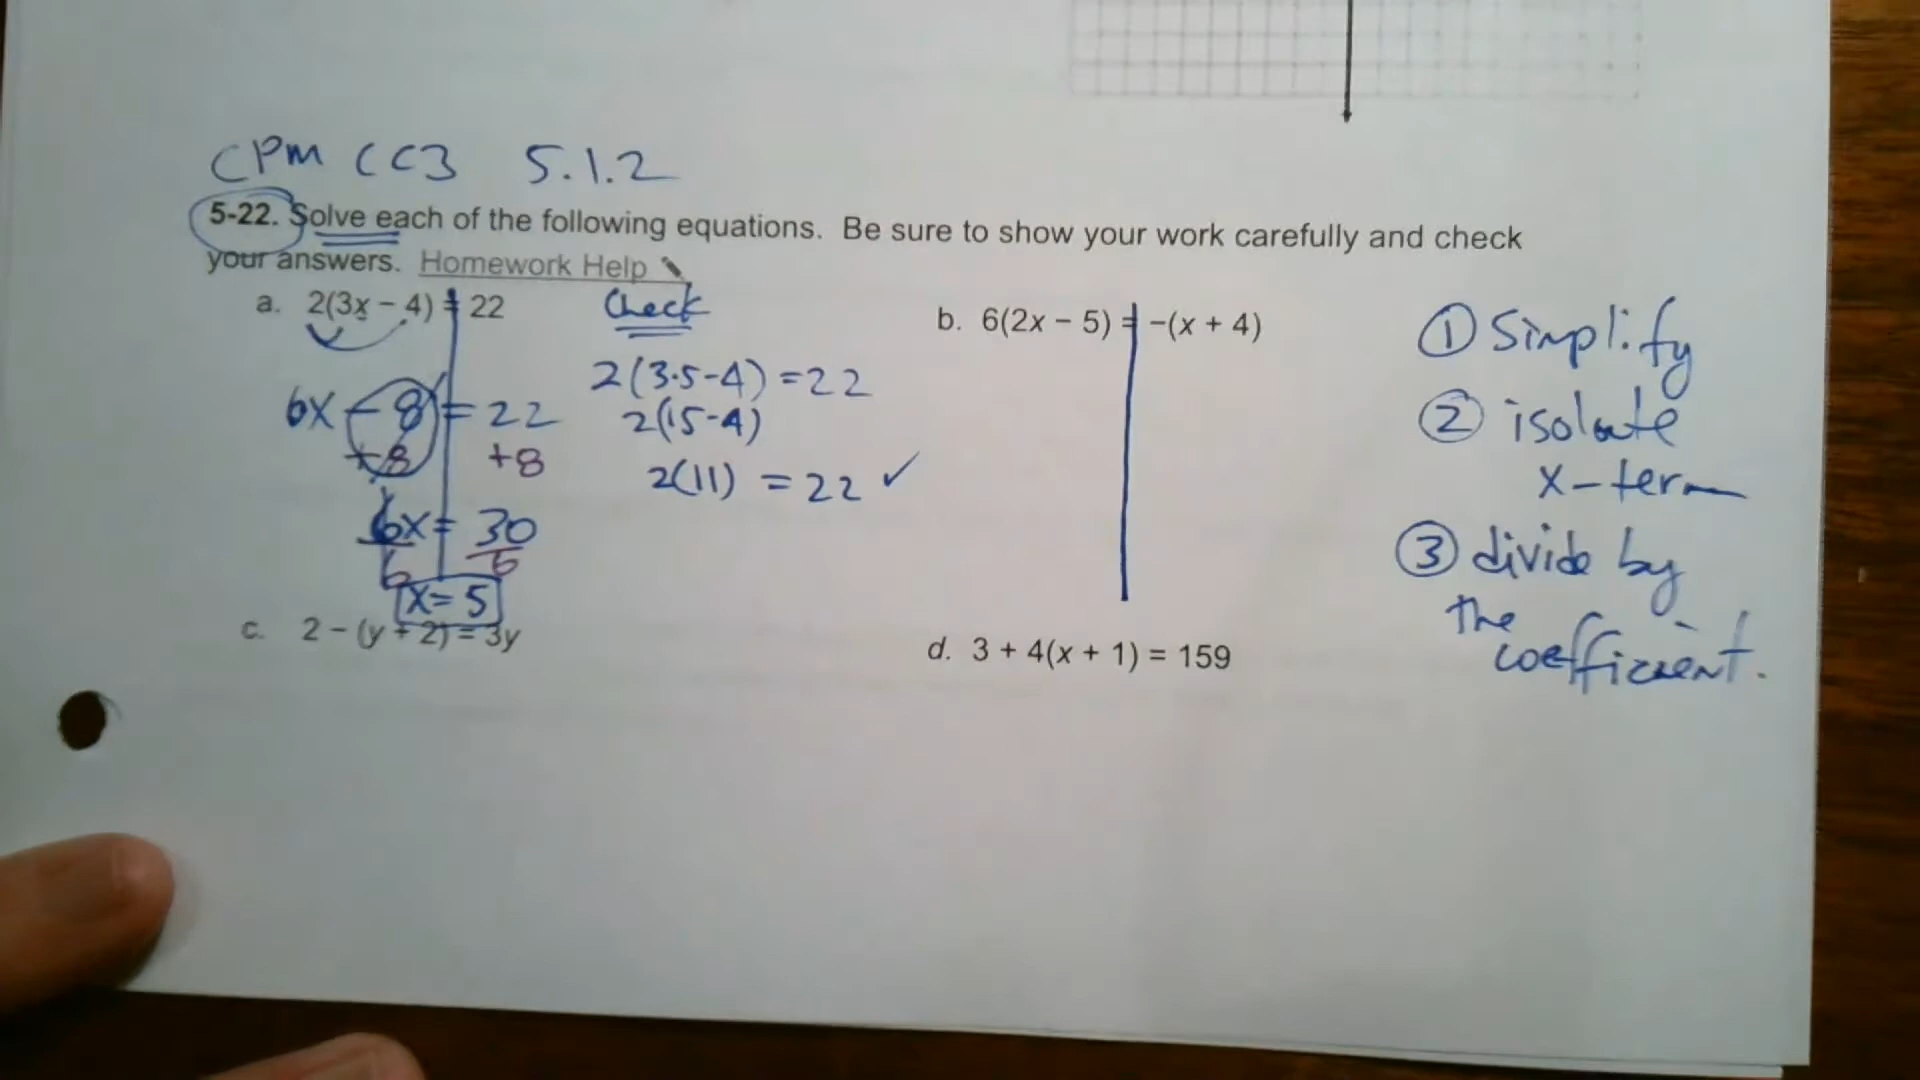 CPM CC3 5.1.2
5-22. Solve each of the following equations. Be sure to show your work carefully and check
your answers. Homework Help
a. 2(3x − 4) = 22
6x − 8 = 22
+8 +8
6x = 30
6 6
x = 5
Check
2(3·5-4) = 22
2(15-4)
2(11) = 22 ✓
b. 6(2x − 5) = −(x + 4)
① Simplify
② isolate
x-term
③ divide by
the
coefficient.
c. 2 − (y + 2) = 3y
d. 3 + 4(x + 1) = 159